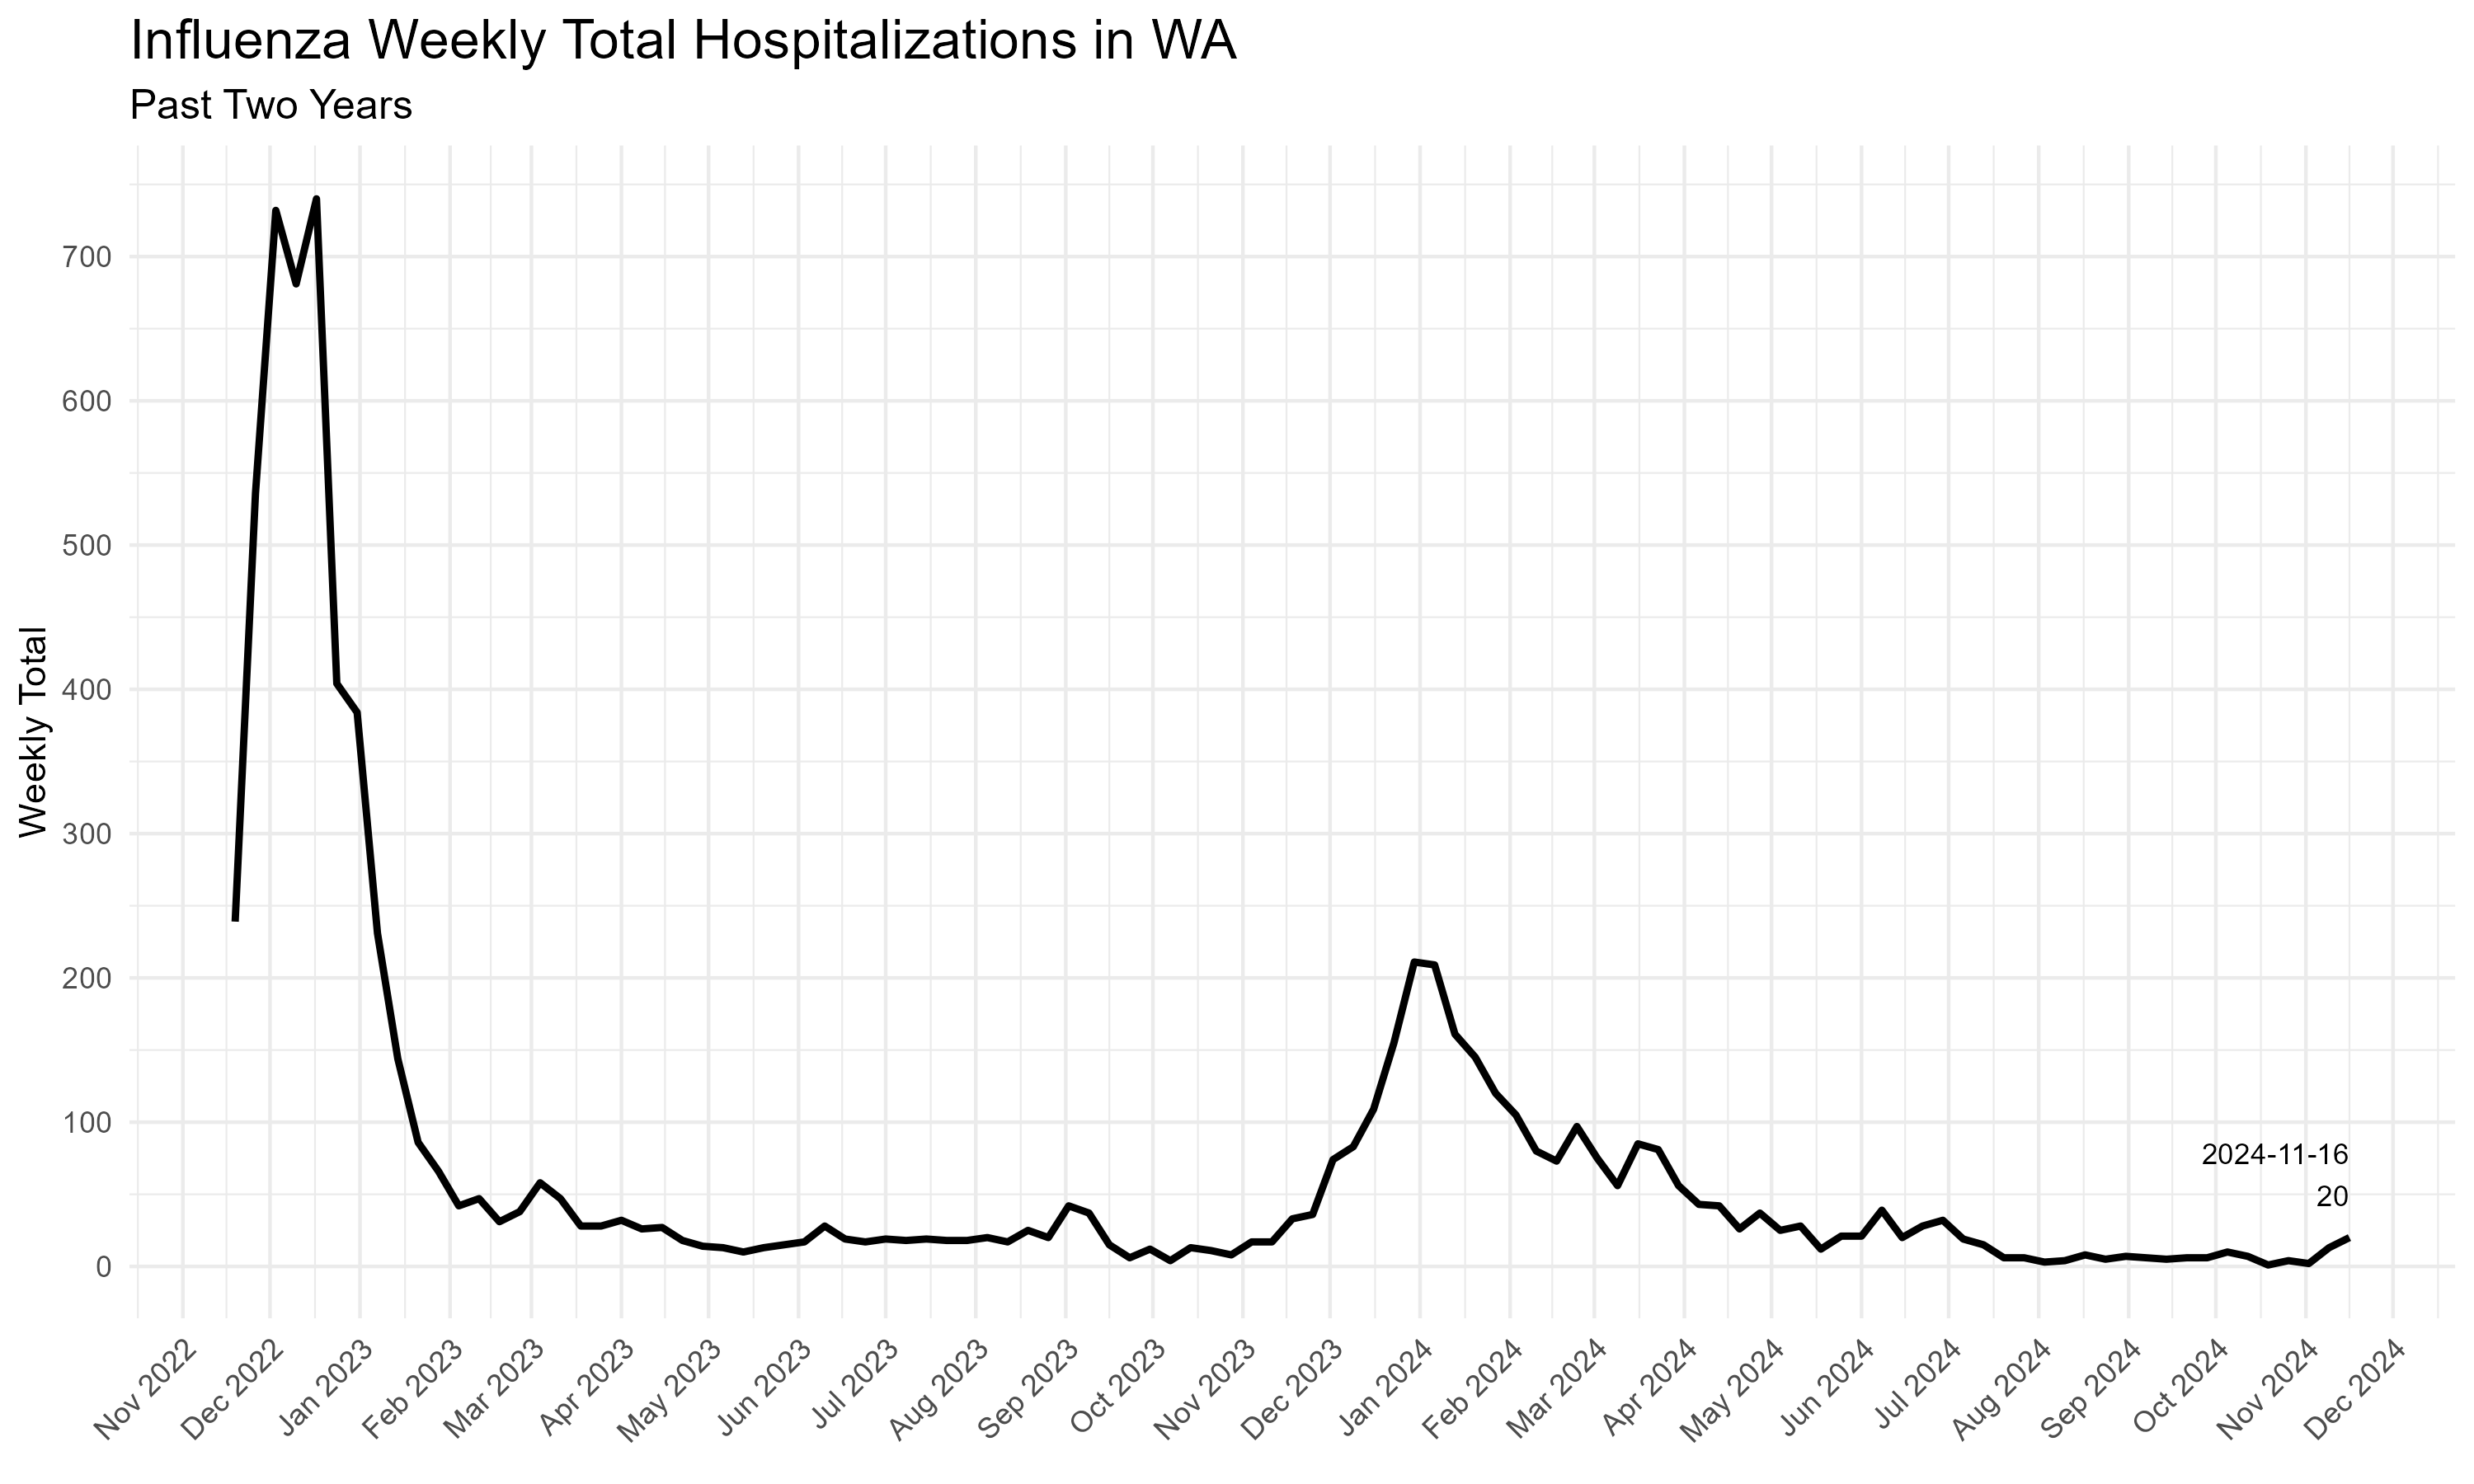 Influenza Weekly Total Hospitalizations in WA
Past Two Years
Weekly Total
700
600
500
400
300
200
100
0
2024-11-16
20
Nov 2022
Dec 2022
Jan 2023
Feb 2023
Mar 2023
Apr 2023
May 2023
Jun 2023
Jul 2023
Aug 2023
Sep 2023
Oct 2023
Nov 2023
Dec 2023
Jan 2024
Feb 2024
Mar 2024
Apr 2024
May 2024
Jun 2024
Jul 2024
Aug 2024
Sep 2024
Oct 2024
Nov 2024
Dec 2024